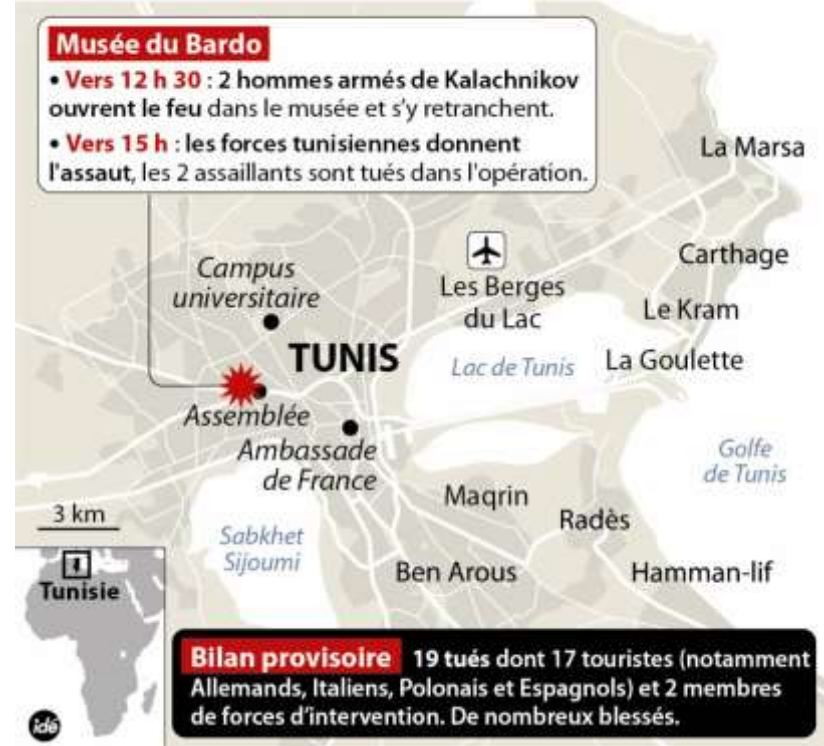 Musée du Bardo
• Vers 12 h 30 : 2 hommes armés de Kalachnikov
ouvrent le feu dans le musée et s'y retranchent.
• Vers 15 h : les forces tunisiennes donnent
l'assaut, les 2 assaillants sont tués dans l'opération.
La Marsa
Campus
universitaire
Les Berges
du Lac
Carthage
Le Kram
TUNIS
Lac de Tunis
La Goulette
Assemblée
Ambassade
de France
Golfe
de Tunis
3 km
Sabkhet
Sijoumi
Maqrin
Radès
Ben Arous
Hamman-lif
Tunisie
Bilan provisoire 19 tués dont 17 touristes (notamment
Allemands, Italiens, Polonais et Espagnols) et 2 membres
de forces d'intervention. De nombreux blessés.
idé